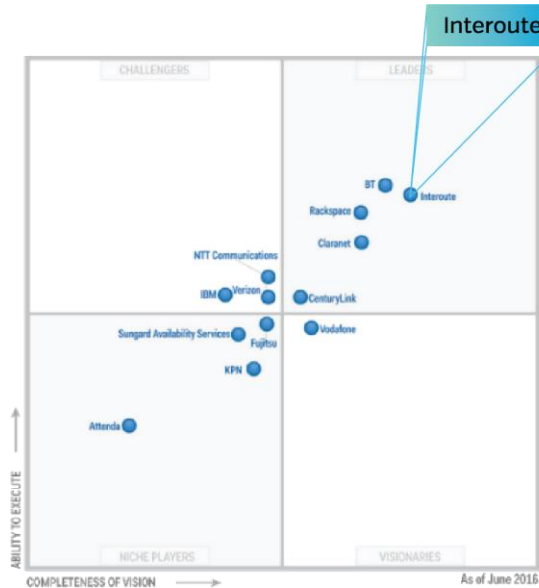 Interoute
CHALLENGERS
LEADERS
BT
Interoute
Rackspace
Claranet
NTT Communications
IBM
Verizon
CenturyLink
Sungard Availability Services
Fujitsu
Vodafone
KPN
Attenda
ABILITY TO EXECUTE
NICHE PLAYERS
VISIONARIES
COMPLETENESS OF VISION
As of June 2016